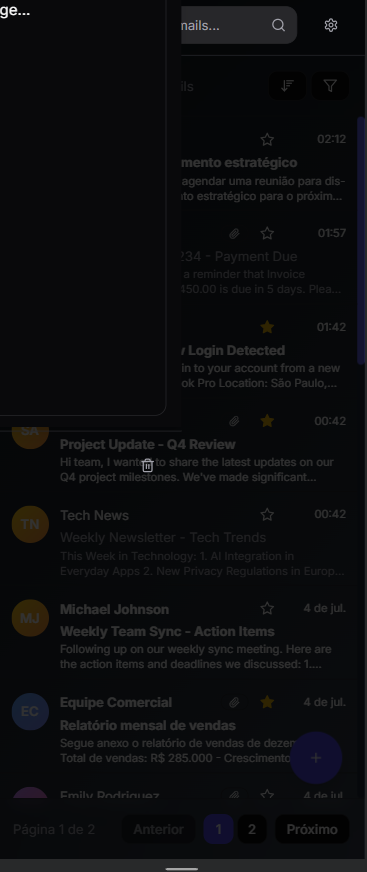 ge...
mails...
ils
02:12
mento estratégico
agendar uma reunião para dis-
nto estratégico para o próxim...
01:57
234 - Payment Due
a reminder that Invoice
450.00 is due in 5 days. Plea...
01:42
Login Detected
in to your account from a new
ok Pro Location: São Paulo,...
SA
00:42
Project Update - Q4 Review
Hi team, I wanted to share the latest updates on our
Q4 project milestones. We've made significant...
TN
Tech News
00:42
Weekly Newsletter - Tech Trends
This Week in Technology: 1. AI Integration in
Everyday Apps 2. New Privacy Regulations in Europ...
MJ
Michael Johnson
4 de jul.
Weekly Team Sync - Action Items
Following up on our weekly sync meeting. Here are
the action items and deadlines we discussed: 1....
EC
Equipe Comercial
4 de jul.
Relatório mensal de vendas
Segue anexo o relatório de vendas de dezem
Total de vendas: R$ 285.000 - Crescimento
+
Emily Rodriguez
4 de jul.
Página 1 de 2
Anterior
1
2
Próximo